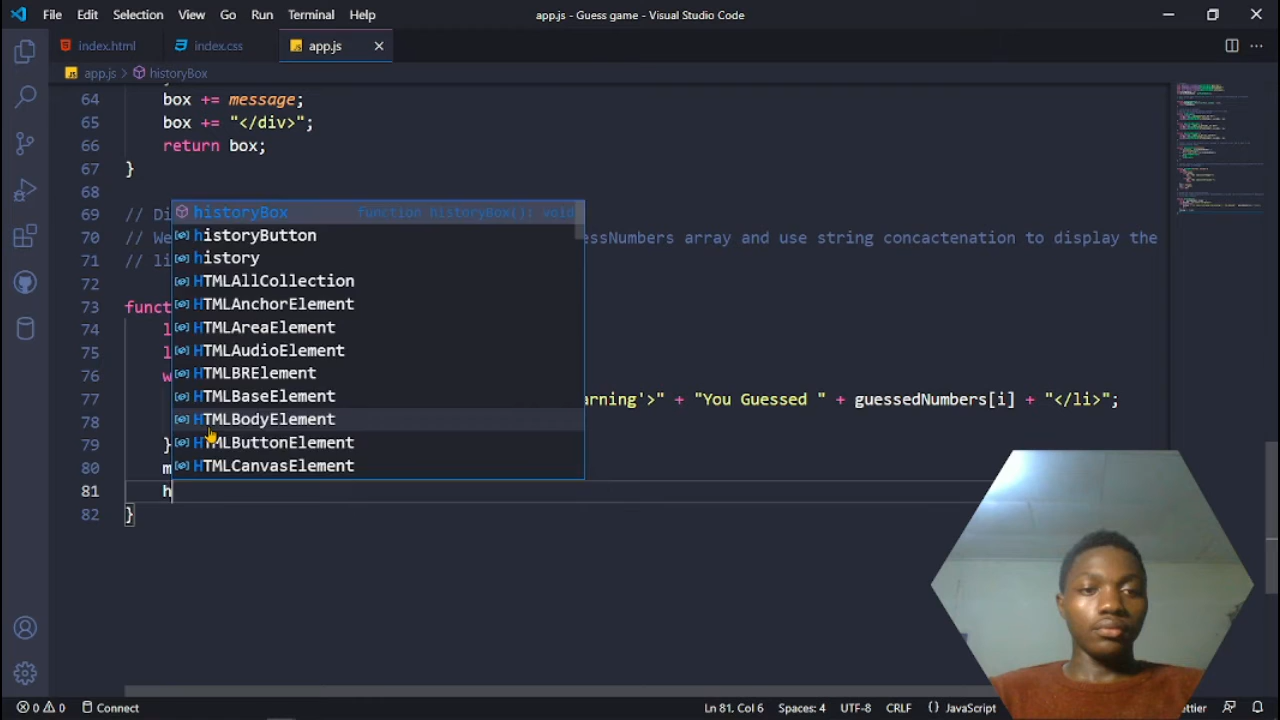 File Edit Selection View Go Run Terminal Help app.js - Guess game - Visual Studio Code
index.html index.css app.js
app.js > historyBox
64 box += message;
65 box += "</div>";
66 return box;
67 }
68
69 // Di
70 // We essNumbers array and use string concactenation to display the
71 // li
72
73 funct
74 l
75 l
76 w
77 arning'>" + "You Guessed " + guessedNumbers[i] + "</li>";
78
79 }
80 m
81 h
82 }
historyBox function historyBox(): void
historyButton
history
HTMLAllCollection
HTMLAnchorElement
HTMLAreaElement
HTMLAudioElement
HTMLBRElement
HTMLBaseElement
HTMLBodyElement
HTMLButtonElement
HTMLCanvasElement
0 0 Connect Ln 81, Col 6 Spaces: 4 UTF-8 CRLF {} JavaScript ettier